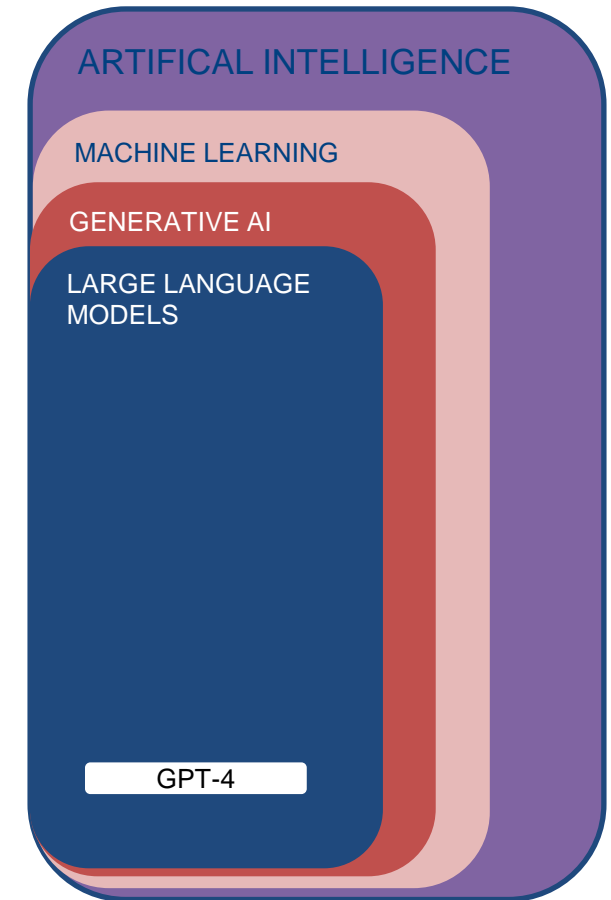 ARTIFICAL INTELLIGENCE
MACHINE LEARNING
GENERATIVE AI
LARGE LANGUAGE
MODELS
GPT-4